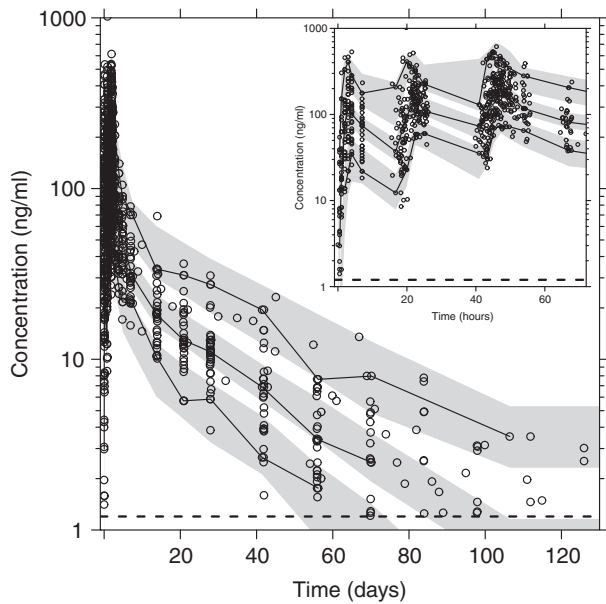 1000
100
10
1
Concentration (ng/ml)
20 40 60 80 100 120
Time (days)
1000
100
10
1
Concentration (ng/ml)
0 20 40 60
Time (hours)